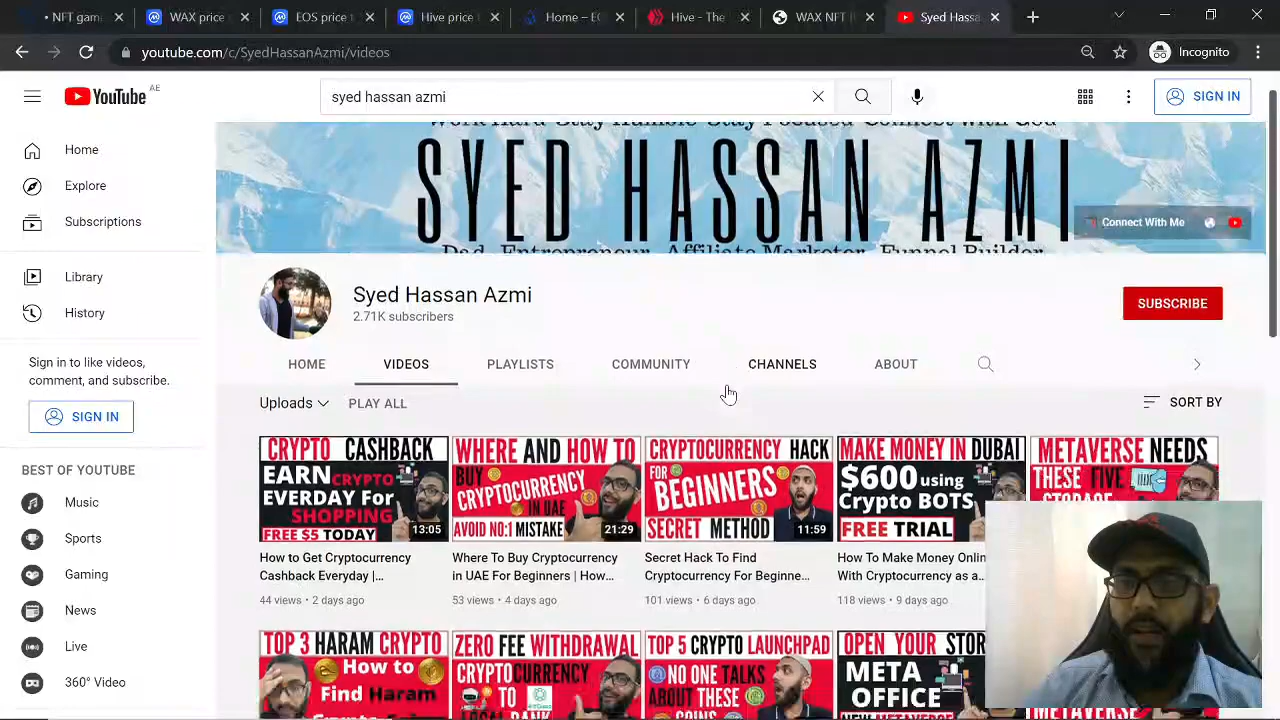 NFT gam
WAX price
EOS price
Hive price
Home – EO
Hive - The
WAX NFT
Syed Hassa
youtube.com/c/SyedHassanAzmi/videos
Incognito
YouTube AE
syed hassan azmi
SIGN IN
Home
Explore
Subscriptions
Library
History
Sign in to like videos,
comment, and subscribe.
SIGN IN
BEST OF YOUTUBE
Music
Sports
Gaming
News
Live
360° Video
Work Hard Stay Humble Stay Focused Connect with God
SYED HASSAN AZMI
Dad, Entrepreneur, Affiliate Marketer, Funnel Builder
Connect With Me
Syed Hassan Azmi
2.71K subscribers
SUBSCRIBE
HOME
VIDEOS
PLAYLISTS
COMMUNITY
CHANNELS
ABOUT
Uploads
PLAY ALL
SORT BY
CRYPTO CASHBACK
EARN CRYPTO
EVERDAY For
SHOPPING
FREE $5 TODAY
13:05
How to Get Cryptocurrency
Cashback Everyday |...
44 views • 2 days ago
WHERE AND HOW TO
BUY
CRYPTOCURRENCY
IN UAE
AVOID NO:1 MISTAKE
21:29
Where To Buy Cryptocurrency
in UAE For Beginners | How...
53 views • 4 days ago
CRYPTOCURRENCY HACK
FOR
BEGINNERS
SECRET METHOD
11:59
Secret Hack To Find
Cryptocurrency For Beginne...
101 views • 6 days ago
MAKE MONEY IN DUBAI
$600 using
Crypto BOTS
FREE TRIAL
How To Make Money Onlin
With Cryptocurrency as a...
118 views • 9 days ago
METAVERSE NEEDS
THESE FIVE
STORAGE
TOP 3 HARAM CRYPTO
How to
Find Haram
ZERO FEE WITHDRAWAL
CRYPTOCURRENCY
TO
LOCAL BANK
TOP 5 CRYPTO LAUNCHPAD
NO ONE TALKS
ABOUT THESE
COINS
OPEN YOUR STOR
META
OFFICE